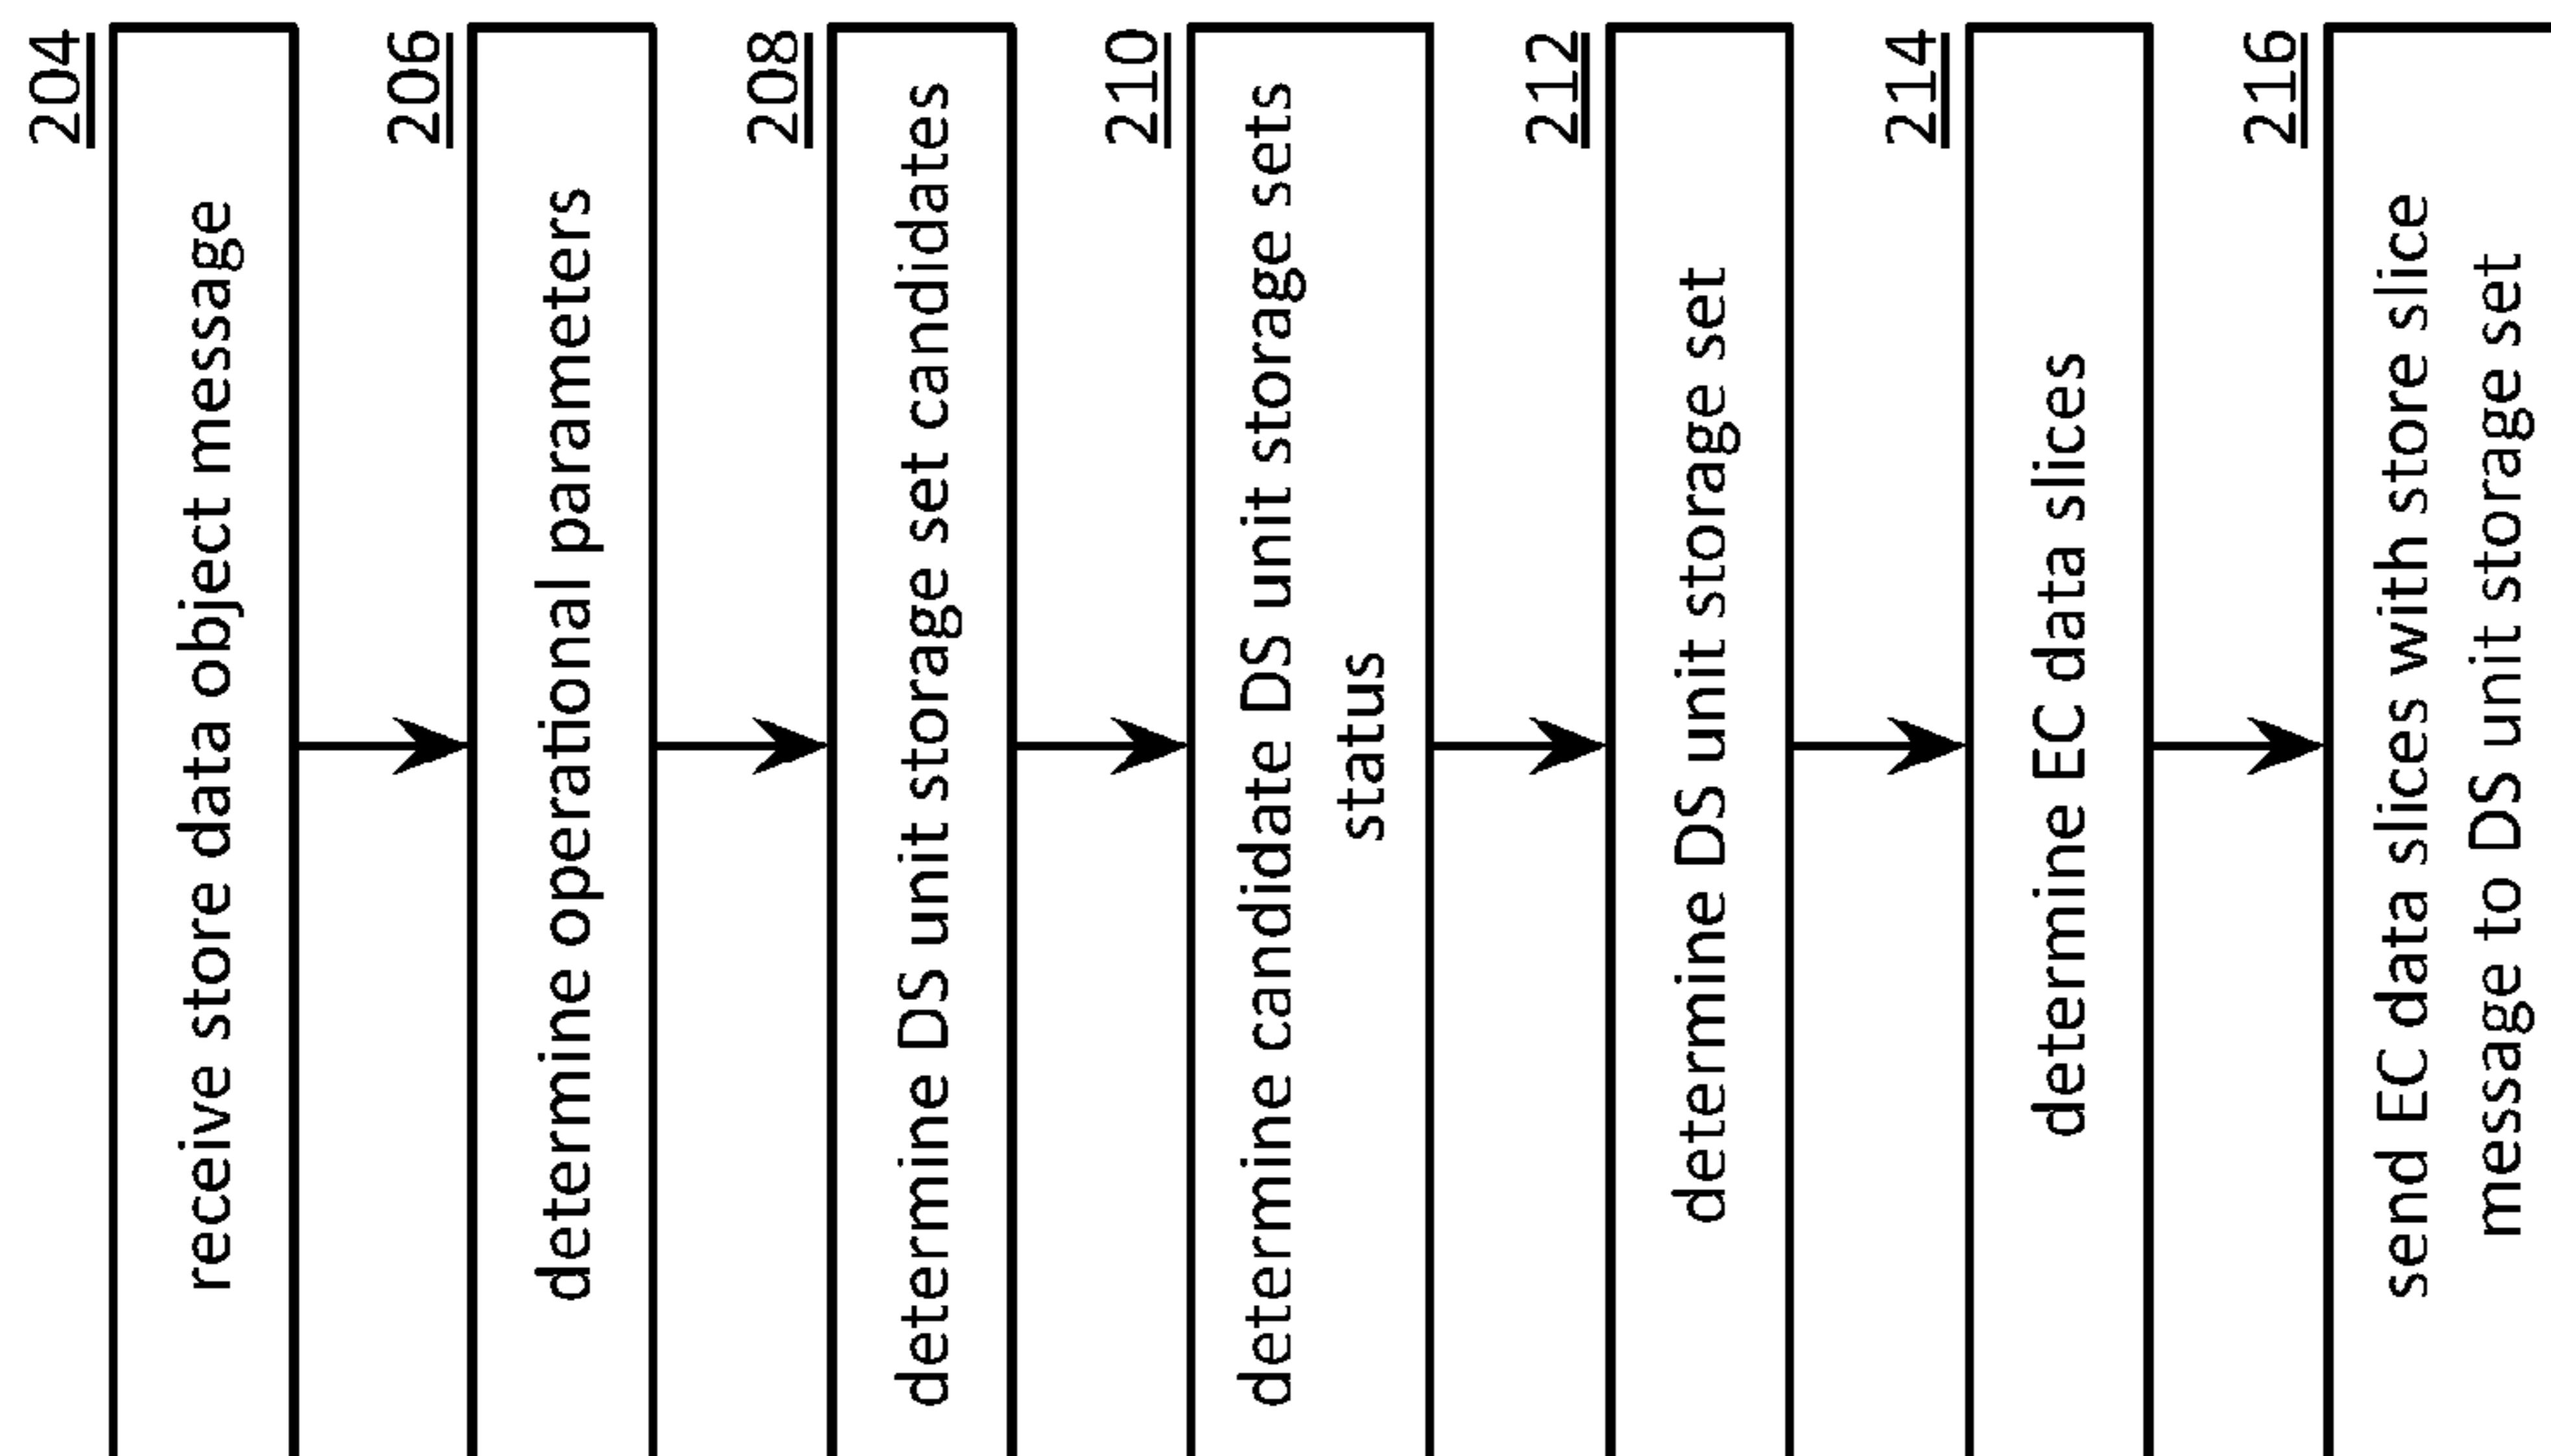 204
receive store data object message
206
determine operational parameters
208
determine DS unit storage set candidates
210
determine candidate DS unit storage sets
status
212
determine DS unit storage set
214
determine EC data slices
216
send EC data slices with store slice
message to DS unit storage set